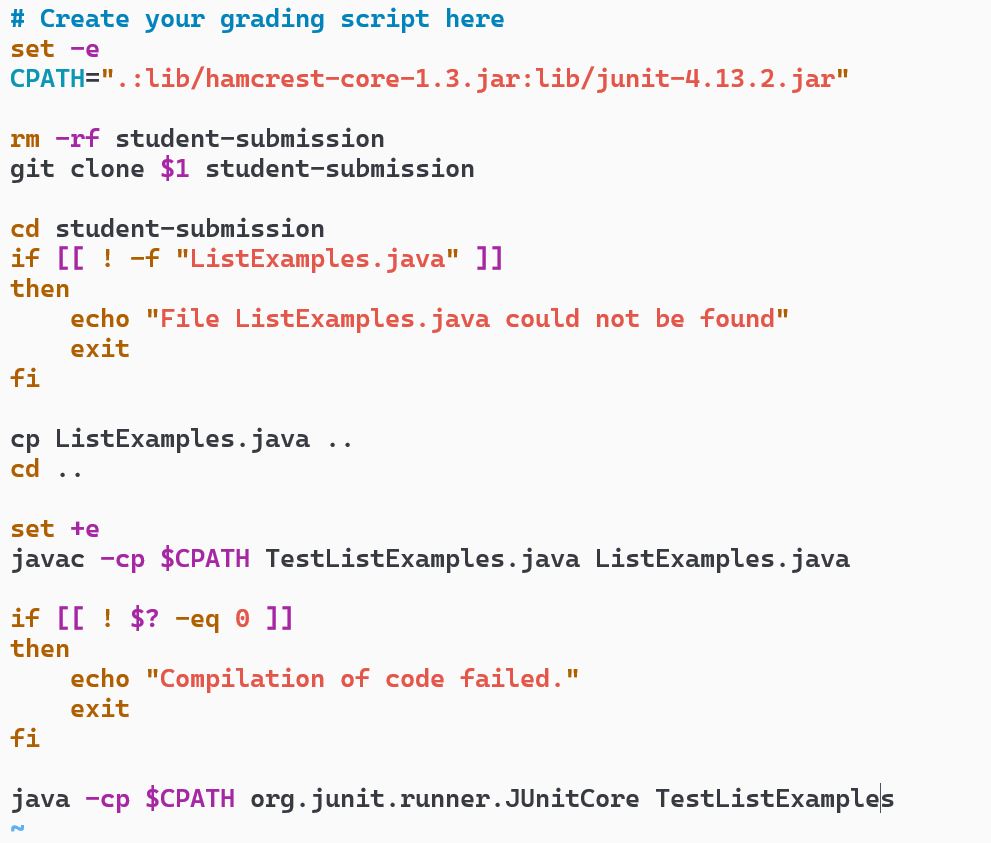 # Create your grading script here
set -e
CPATH=".:lib/hamcrest-core-1.3.jar:lib/junit-4.13.2.jar"

rm -rf student-submission
git clone $1 student-submission

cd student-submission
if [[ ! -f "ListExamples.java" ]]
then
    echo "File ListExamples.java could not be found"
    exit
fi

cp ListExamples.java ..
cd ..

set +e
javac -cp $CPATH TestListExamples.java ListExamples.java

if [[ ! $? -eq 0 ]]
then
    echo "Compilation of code failed."
    exit
fi

java -cp $CPATH org.junit.runner.JUnitCore TestListExamples
~